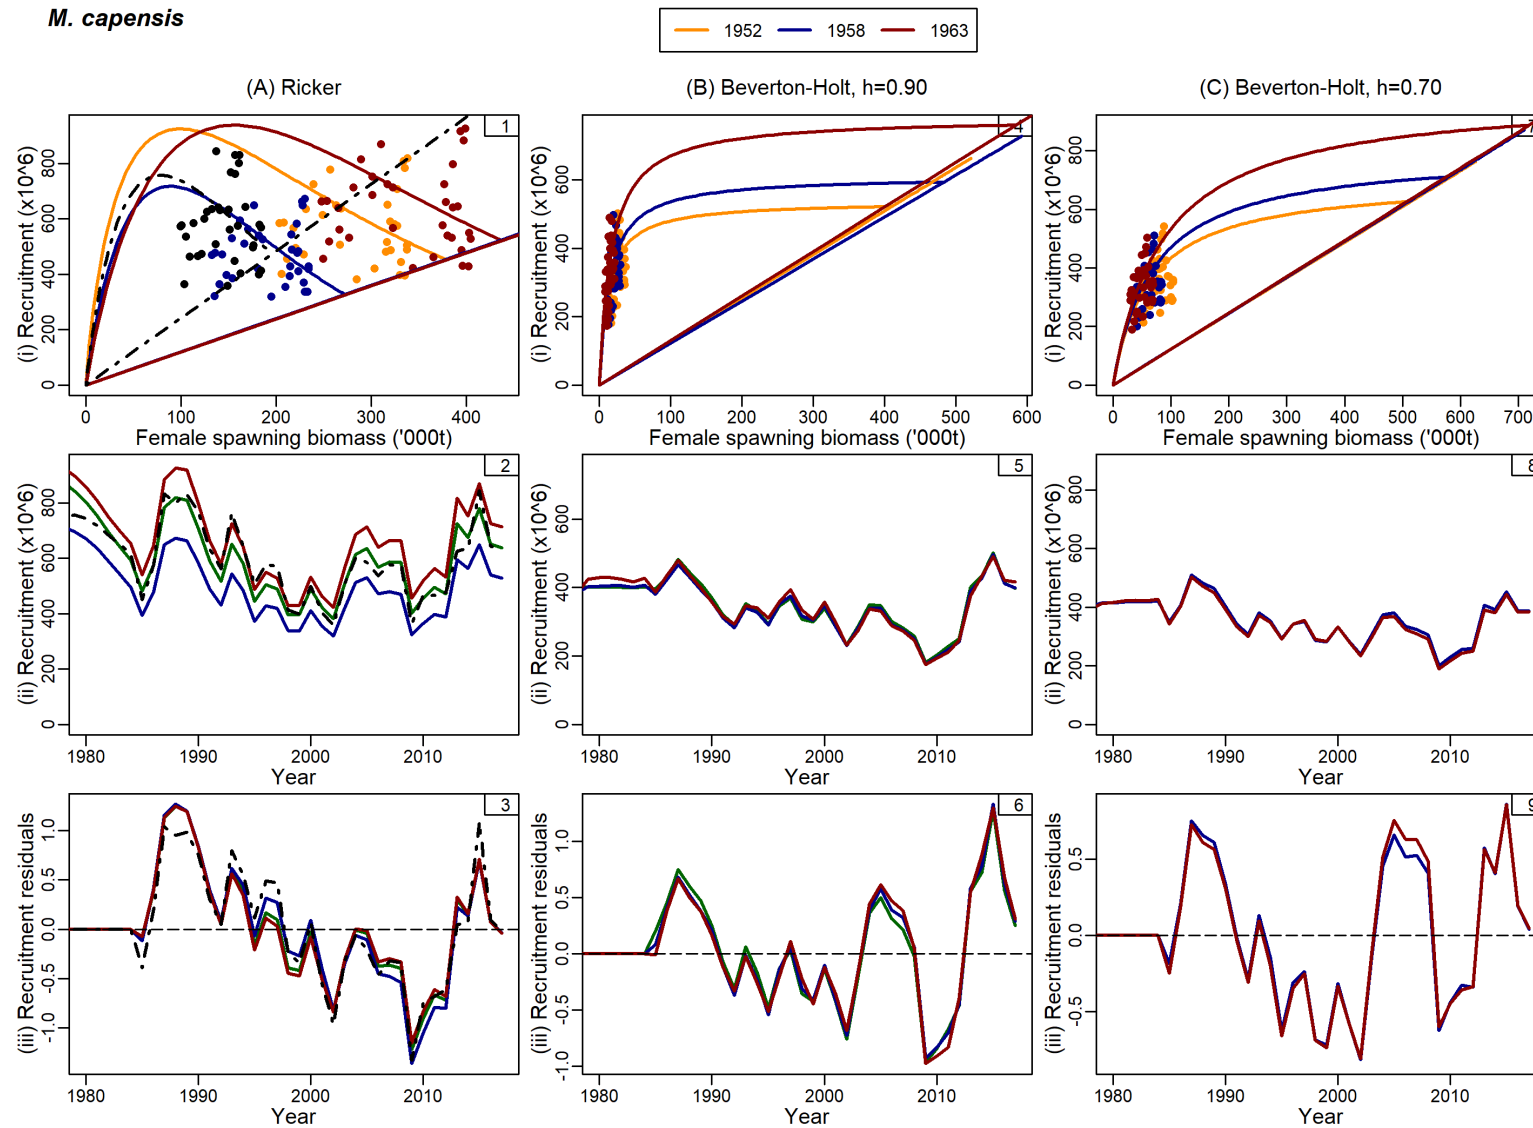 M. capensis
1952 1958 1963
(A) Ricker (B) Beverton-Holt, h=0.90 (C) Beverton-Holt, h=0.70
1
(i) Recruitment (x10^6)
0 200 400 600 800
0 100 200 300 400
Female spawning biomass ('000t)
4
(i) Recruitment (x10^6)
0 200 400 600
0 100 200 300 400 500 600
Female spawning biomass ('000t)
(i) Recruitment (x10^6)
0 200 400 600 800
0 100 200 300 400 500 600 700
Female spawning biomass ('000t)
2
(ii) Recruitment (x10^6)
0 200 400 600 800
1980 1990 2000 2010
Year
5
(ii) Recruitment (x10^6)
0 200 400 600
1980 1990 2000 2010
Year
8
(ii) Recruitment (x10^6)
0 200 400 600 800
1980 1990 2000 2010
Year
3
(iii) Recruitment residuals
-1.0 -0.5 0.0 0.5 1.0
1980 1990 2000 2010
Year
6
(iii) Recruitment residuals
-1.0 -0.5 0.0 0.5 1.0
1980 1990 2000 2010
Year
9
(iii) Recruitment residuals
-0.5 0.0 0.5
1980 1990 2000 2010
Year